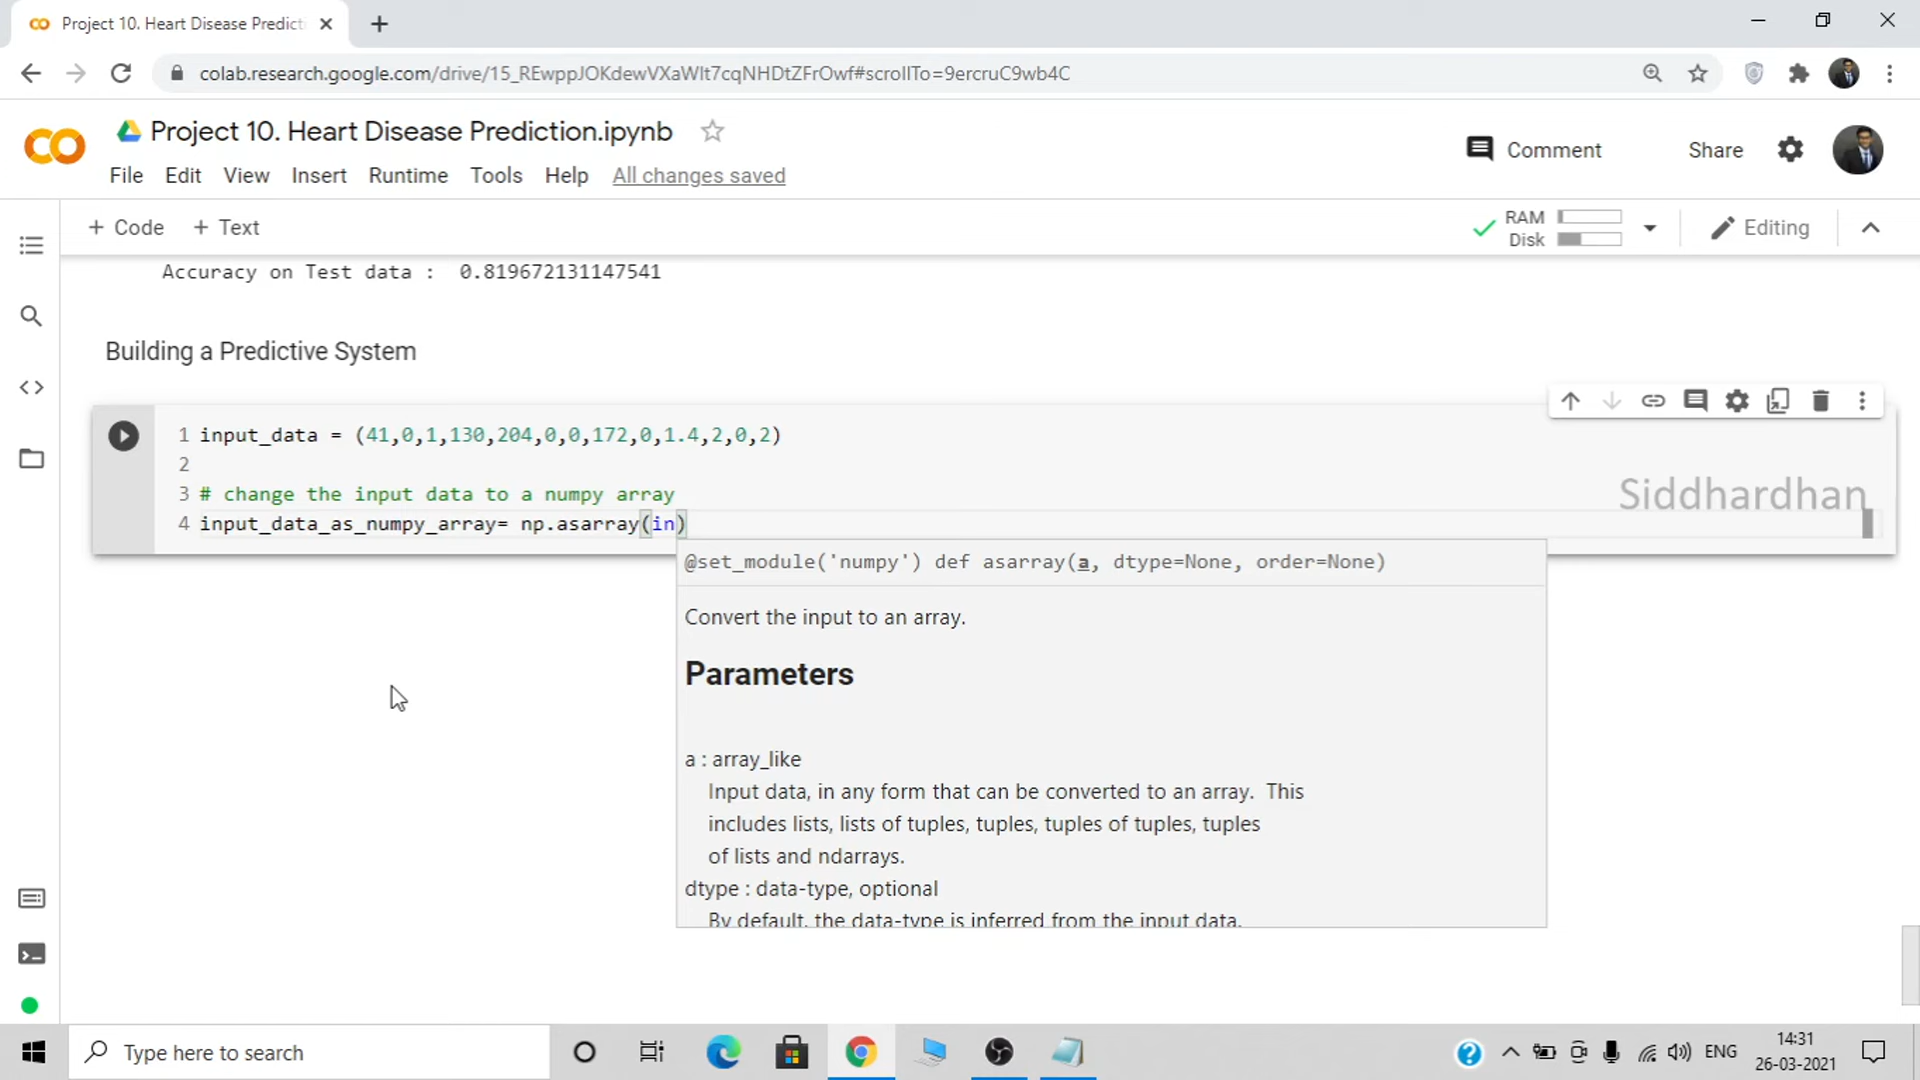 Project 10. Heart Disease Predicti
colab.research.google.com/drive/15_REwppJOKdewVXaWIt7cqNHDtZFrOwf#scrollTo=9ercruC9wb4C
Project 10. Heart Disease Prediction.ipynb
Comment
Share
File Edit View Insert Runtime Tools Help All changes saved
+ Code + Text
RAM
Disk
Editing
Accuracy on Test data : 0.819672131147541
Building a Predictive System
1 input_data = (41,0,1,130,204,0,0,172,0,1.4,2,0,2)
2
3 # change the input data to a numpy array
Siddhardhan
4 input_data_as_numpy_array= np.asarray(in)
@set_module('numpy') def asarray(a, dtype=None, order=None)
Convert the input to an array.
Parameters
a : array_like
Input data, in any form that can be converted to an array. This
includes lists, lists of tuples, tuples, tuples of tuples, tuples
of lists and ndarrays.
dtype : data-type, optional
By default, the data-type is inferred from the input data.
Type here to search
ENG
14:31
26-03-2021